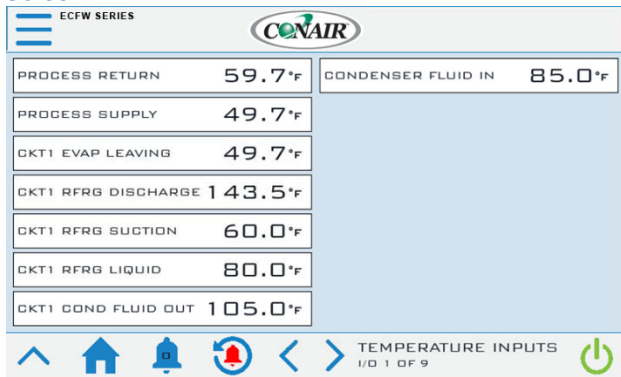 ECFW SERIES
CONAIR
PROCESS RETURN 59.7°F
CONDENSER FLUID IN 85.0°F
PROCESS SUPPLY 49.7°F
CKT1 EVAP LEAVING 49.7°F
CKT1 RFRG DISCHARGE 143.5°F
CKT1 RFRG SUCTION 60.0°F
CKT1 RFRG LIQUID 80.0°F
CKT1 COND FLUID OUT 105.0°F
0
TEMPERATURE INPUTS
I/O 1 OF 9